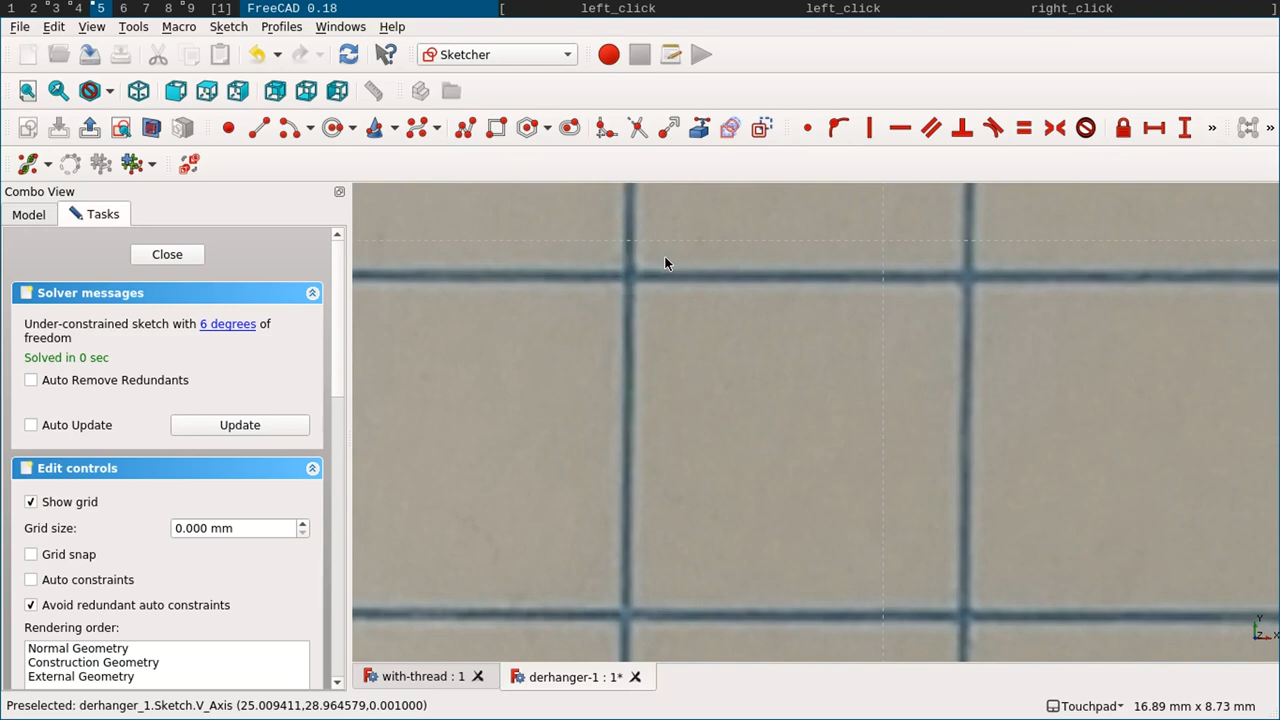 1 2 3 4 5 6 7 8 9 [1] FreeCAD 0.18 [ left_click left_click right_click ]
File Edit View Tools Macro Sketch Profiles Windows Help
Sketcher
»
»
Combo View
Model Tasks
Close
Solver messages
Under-constrained sketch with 6 degrees of
freedom
Solved in 0 sec
Auto Remove Redundants
Auto Update Update
Edit controls
Show grid
Grid size: 0.000 mm
Grid snap
Auto constraints
Avoid redundant auto constraints
Rendering order:
Normal Geometry
Construction Geometry
External Geometry
Y
Z X
with-thread : 1 derhanger-1 : 1*
Preselected: derhanger_1.Sketch.V_Axis (25.009411,28.964579,0.001000) Touchpad 16.89 mm x 8.73 mm